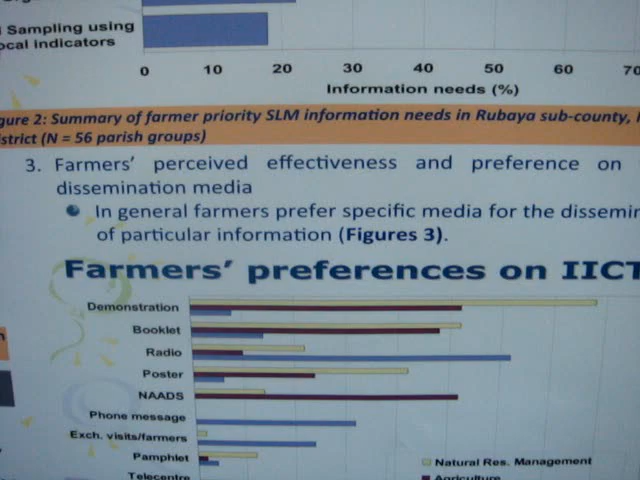 Sampling using
ocal indicators
0 10 20 30 40 50 60 70
Information needs (%)
gure 2: Summary of farmer priority SLM information needs in Rubaya sub-county,
strict (N = 56 parish groups)
3. Farmers' perceived effectiveness and preference on
dissemination media
In general farmers prefer specific media for the dissemin
of particular information (Figures 3).
Farmers' preferences on IICT
Demonstration
Booklet
Radio
Poster
NAADS
Phone message
Exch. visits/farmers
Pamphlet
Telecentre
Natural Res. Management
Agriculture